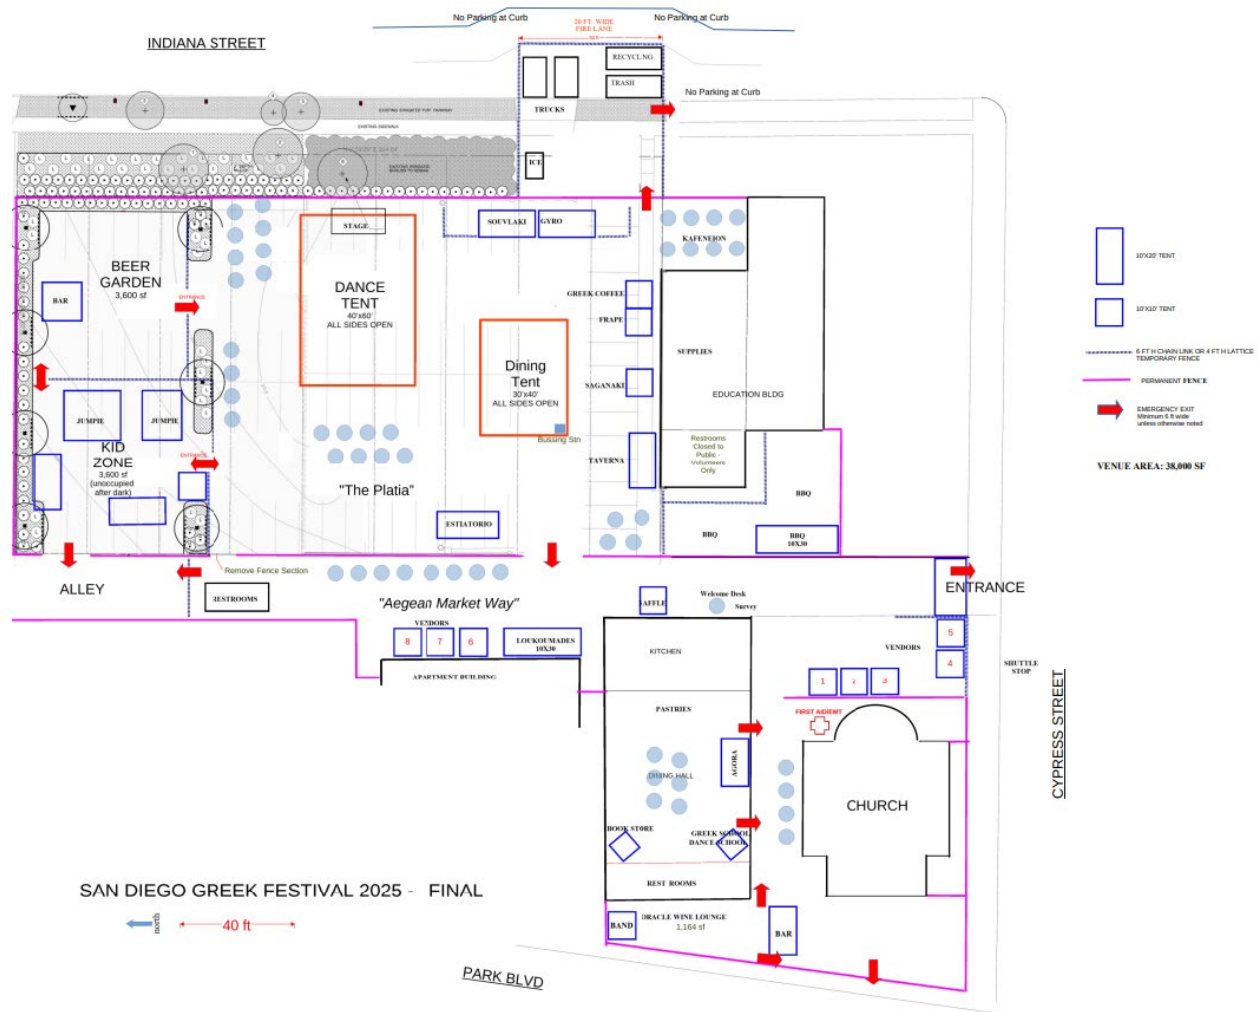 No Parking at Curb
20 FT. WIDE
FIRE LANE
No Parking at Curb
INDIANA STREET
RECYCLNG
TRASH
No Parking at Curb
TRUCKS
EXISTING SIDEWALK
ICE
STAGE
SOUVLAKI
GYRO
KAFENEION
BEER
GARDEN
3,600 sf
BAR
ENTRANCE
DANCE
TENT
40'x60'
ALL SIDES OPEN
GREEK COFFEE
FRAPE
Dining
Tent
30'x40'
ALL SIDES OPEN
SUPPLIES
SAGANAKI
EDUCATION BLDG
Bussing Stn
JUMPIE
JUMPIE
KID
ZONE
3,600 sf
(unoccupied
after dark)
ENTRANCE
TAVERNA
Restrooms
Closed to
Public -
Volunteers
Only
"The Platia"
ESTIATORIO
BBQ
BBQ
BBQ
10X30
10'X20' TENT
10'X10' TENT
6 FT H CHAIN LINK OR 4 FT H LATTICE
TEMPORARY FENCE
PERMANENT FENCE
EMERGENCY EXIT
Minimum 6 ft wide
unless otherwise noted
VENUE AREA: 38,000 SF
ALLEY
Remove Fence Section
RESTROOMS
"Aegean Market Way"
VENDORS
8
7
6
LOUKOUMADES
10X30
APARTMENT BUILDING
RAFFLE
Welcome Desk
Survey
ENTRANCE
KITCHEN
VENDORS
5
4
1
2
3
SHUTTLE
STOP
CYPRESS STREET
PASTRIES
FIRST AID/EMT
AGORA
DINING HALL
CHURCH
BOOK STORE
GREEK SCHOOL
DANCE SCHOOL
REST ROOMS
SAN DIEGO GREEK FESTIVAL 2025 - FINAL
north
40 ft
BAND
ORACLE WINE LOUNGE
1,164 sf
BAR
PARK BLVD